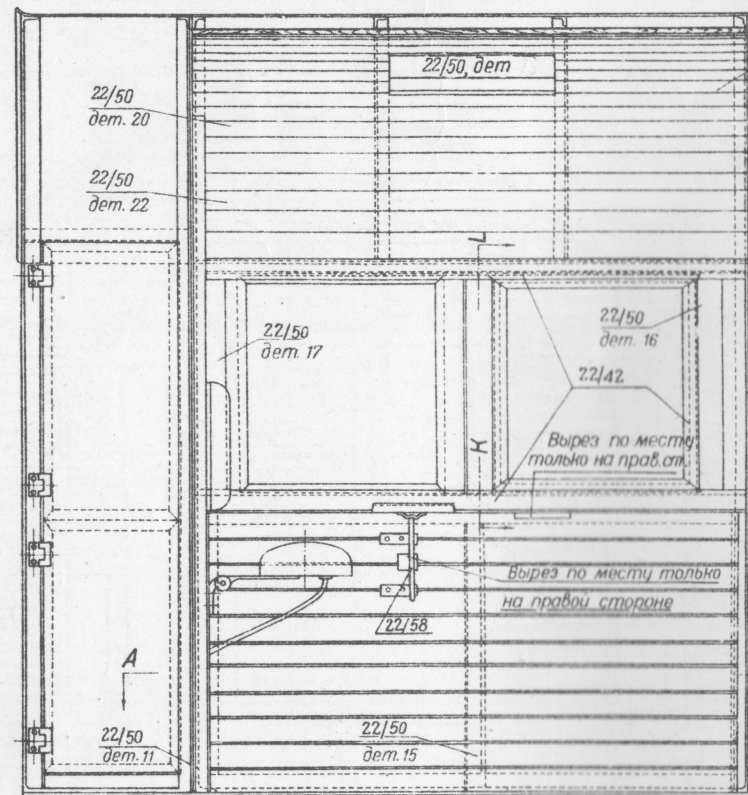 22/50, дет
22/50
дет. 20
22/50
дет. 22
L
22/50
дет. 17
22/50
дет. 16
22/42
К
Вырез по месту
только на прав.ст.
Вырез по месту только
на правой стороне
22/58
А
22/50
дет. 11
22/50
дет. 15